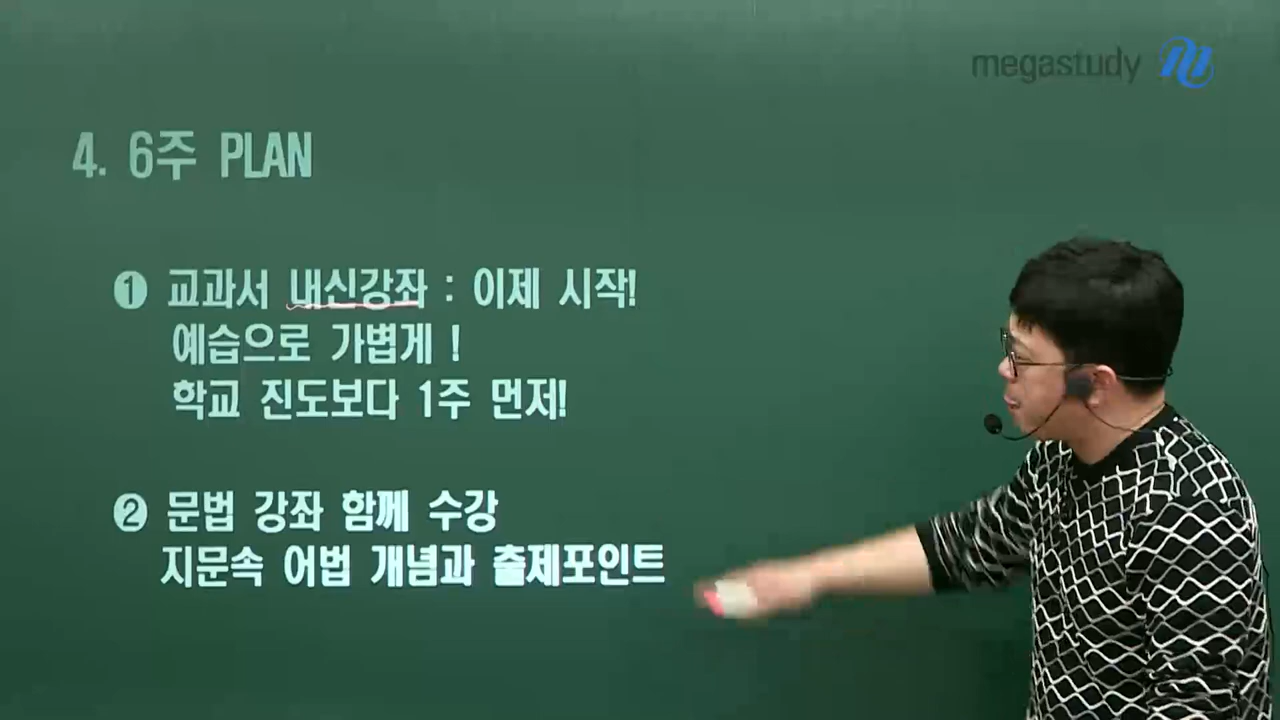 megastudy
4. 6주 PLAN
❶ 교과서 내신강좌 : 이제 시작!
예습으로 가볍게 !
학교 진도보다 1주 먼저!
❷ 문법 강좌 함께 수강
지문속 어법 개념과 출제포인트